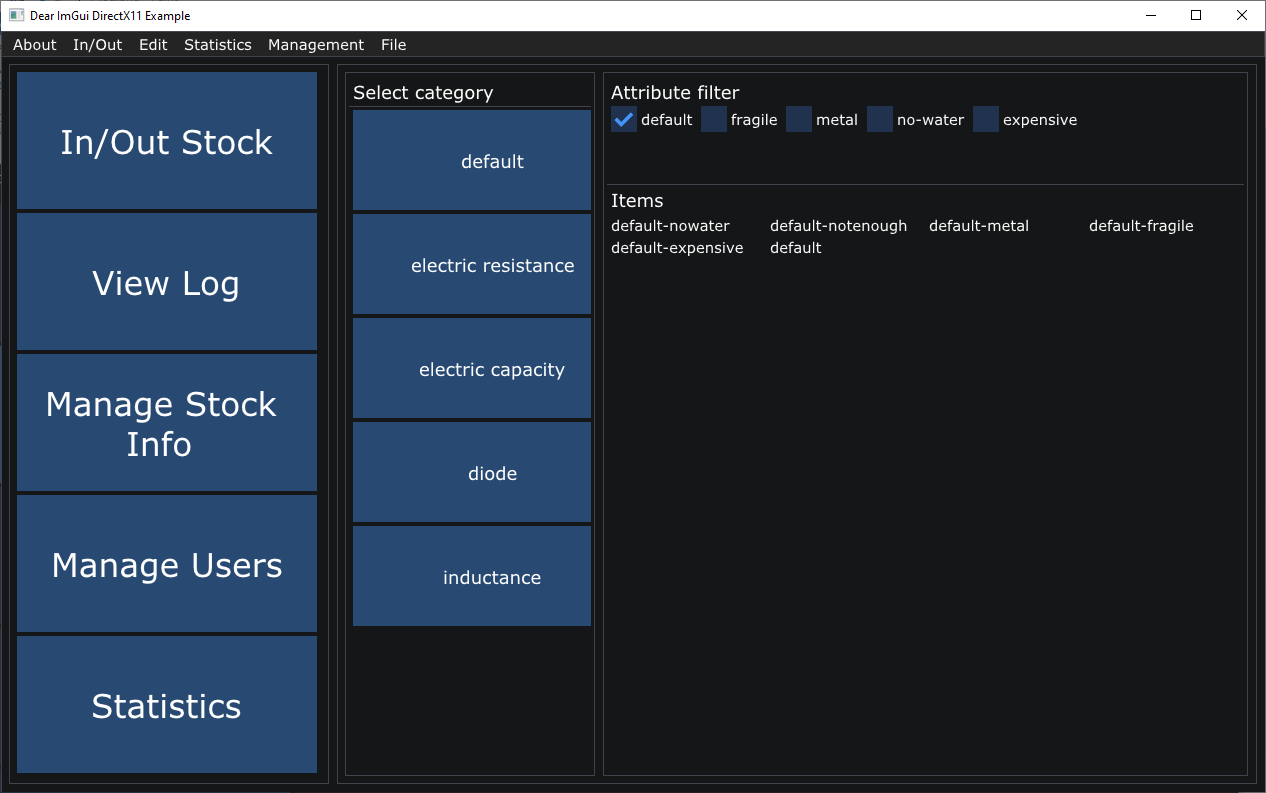 Dear ImGui DirectX11 Example
About In/Out Edit Statistics Management File
In/Out Stock
View Log
Manage Stock
Info
Manage Users
Statistics
Select category
default
electric resistance
electric capacity
diode
inductance
Attribute filter
default fragile metal no-water expensive
Items
default-nowater default-notenough default-metal default-fragile
default-expensive default